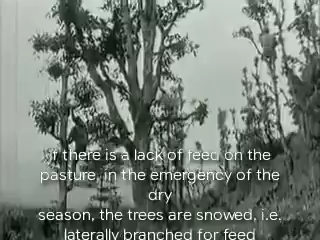 If there is a lack of feed on the
pasture, in the emergency of the
dry
season, the trees are snowed, i.e.
laterally branched for feed